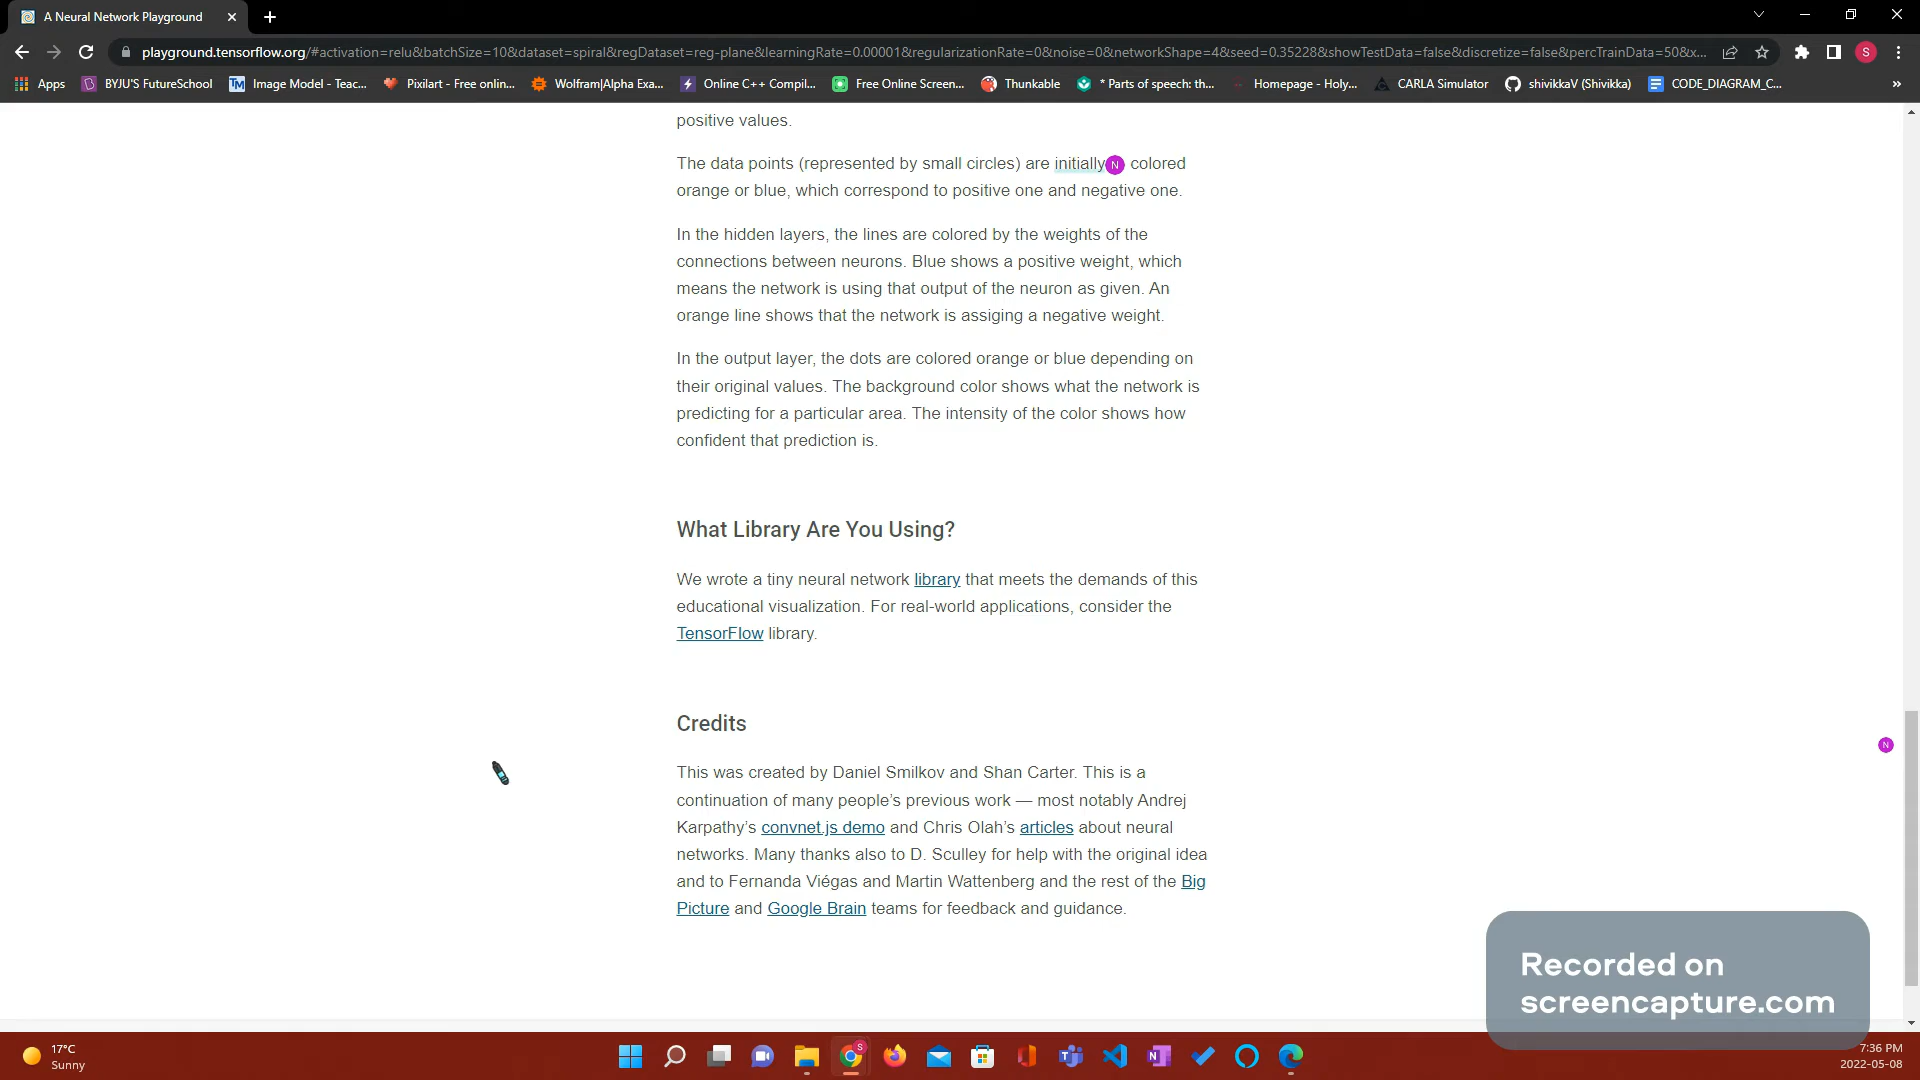 A Neural Network Playground
playground.tensorflow.org/#activation=relu&batchSize=10&dataset=spiral&regDataset=reg-plane&learningRate=0.00001&regularizationRate=0&noise=0&networkShape=4&seed=0.35228&showTestData=false&discretize=false&percTrainData=50&x...
S
Apps BYJU'S FutureSchool TM Image Model - Teac... Pixilart - Free onlin... Wolfram|Alpha Exa... Online C++ Compil... Free Online Screen... Thunkable * Parts of speech: th... Homepage - Holy... CARLA Simulator shivikkaV (Shivikka) CODE_DIAGRAM_C... »
positive values.
The data points (represented by small circles) are initially N colored
orange or blue, which correspond to positive one and negative one.
In the hidden layers, the lines are colored by the weights of the
connections between neurons. Blue shows a positive weight, which
means the network is using that output of the neuron as given. An
orange line shows that the network is assiging a negative weight.
In the output layer, the dots are colored orange or blue depending on
their original values. The background color shows what the network is
predicting for a particular area. The intensity of the color shows how
confident that prediction is.
What Library Are You Using?
We wrote a tiny neural network library that meets the demands of this
educational visualization. For real-world applications, consider the
TensorFlow library.
Credits
N
This was created by Daniel Smilkov and Shan Carter. This is a
continuation of many people's previous work — most notably Andrej
Karpathy's convnet.js demo and Chris Olah's articles about neural
networks. Many thanks also to D. Sculley for help with the original idea
and to Fernanda Viégas and Martin Wattenberg and the rest of the Big
Picture and Google Brain teams for feedback and guidance.
Recorded on
screencapture.com
17°C
Sunny
S
7:36 PM
2022-05-08